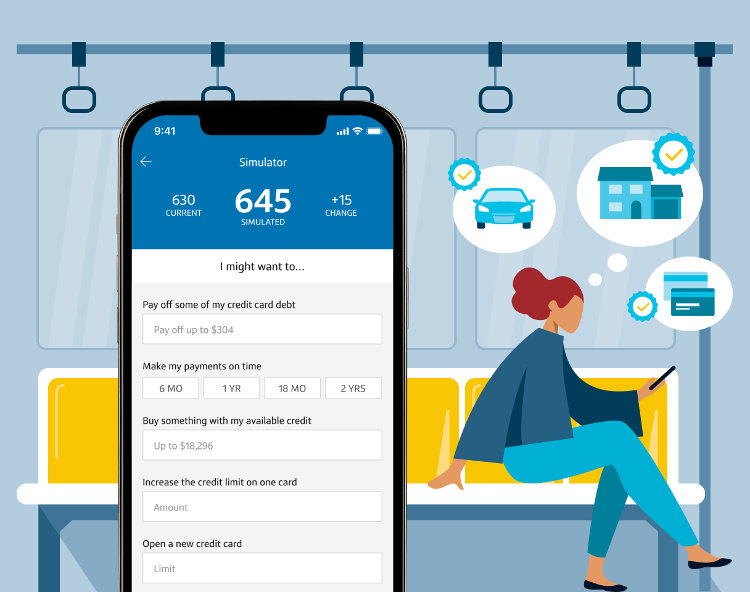 9:41
Simulator
630
CURRENT
645
SIMULATED
+15
CHANGE
I might want to...
Pay off some of my credit card debt
Pay off up to $304
Make my payments on time
6 MO
1 YR
18 MO
2 YRS
Buy something with my available credit
Up to $18,296
Increase the credit limit on one card
Amount
Open a new credit card
Limit